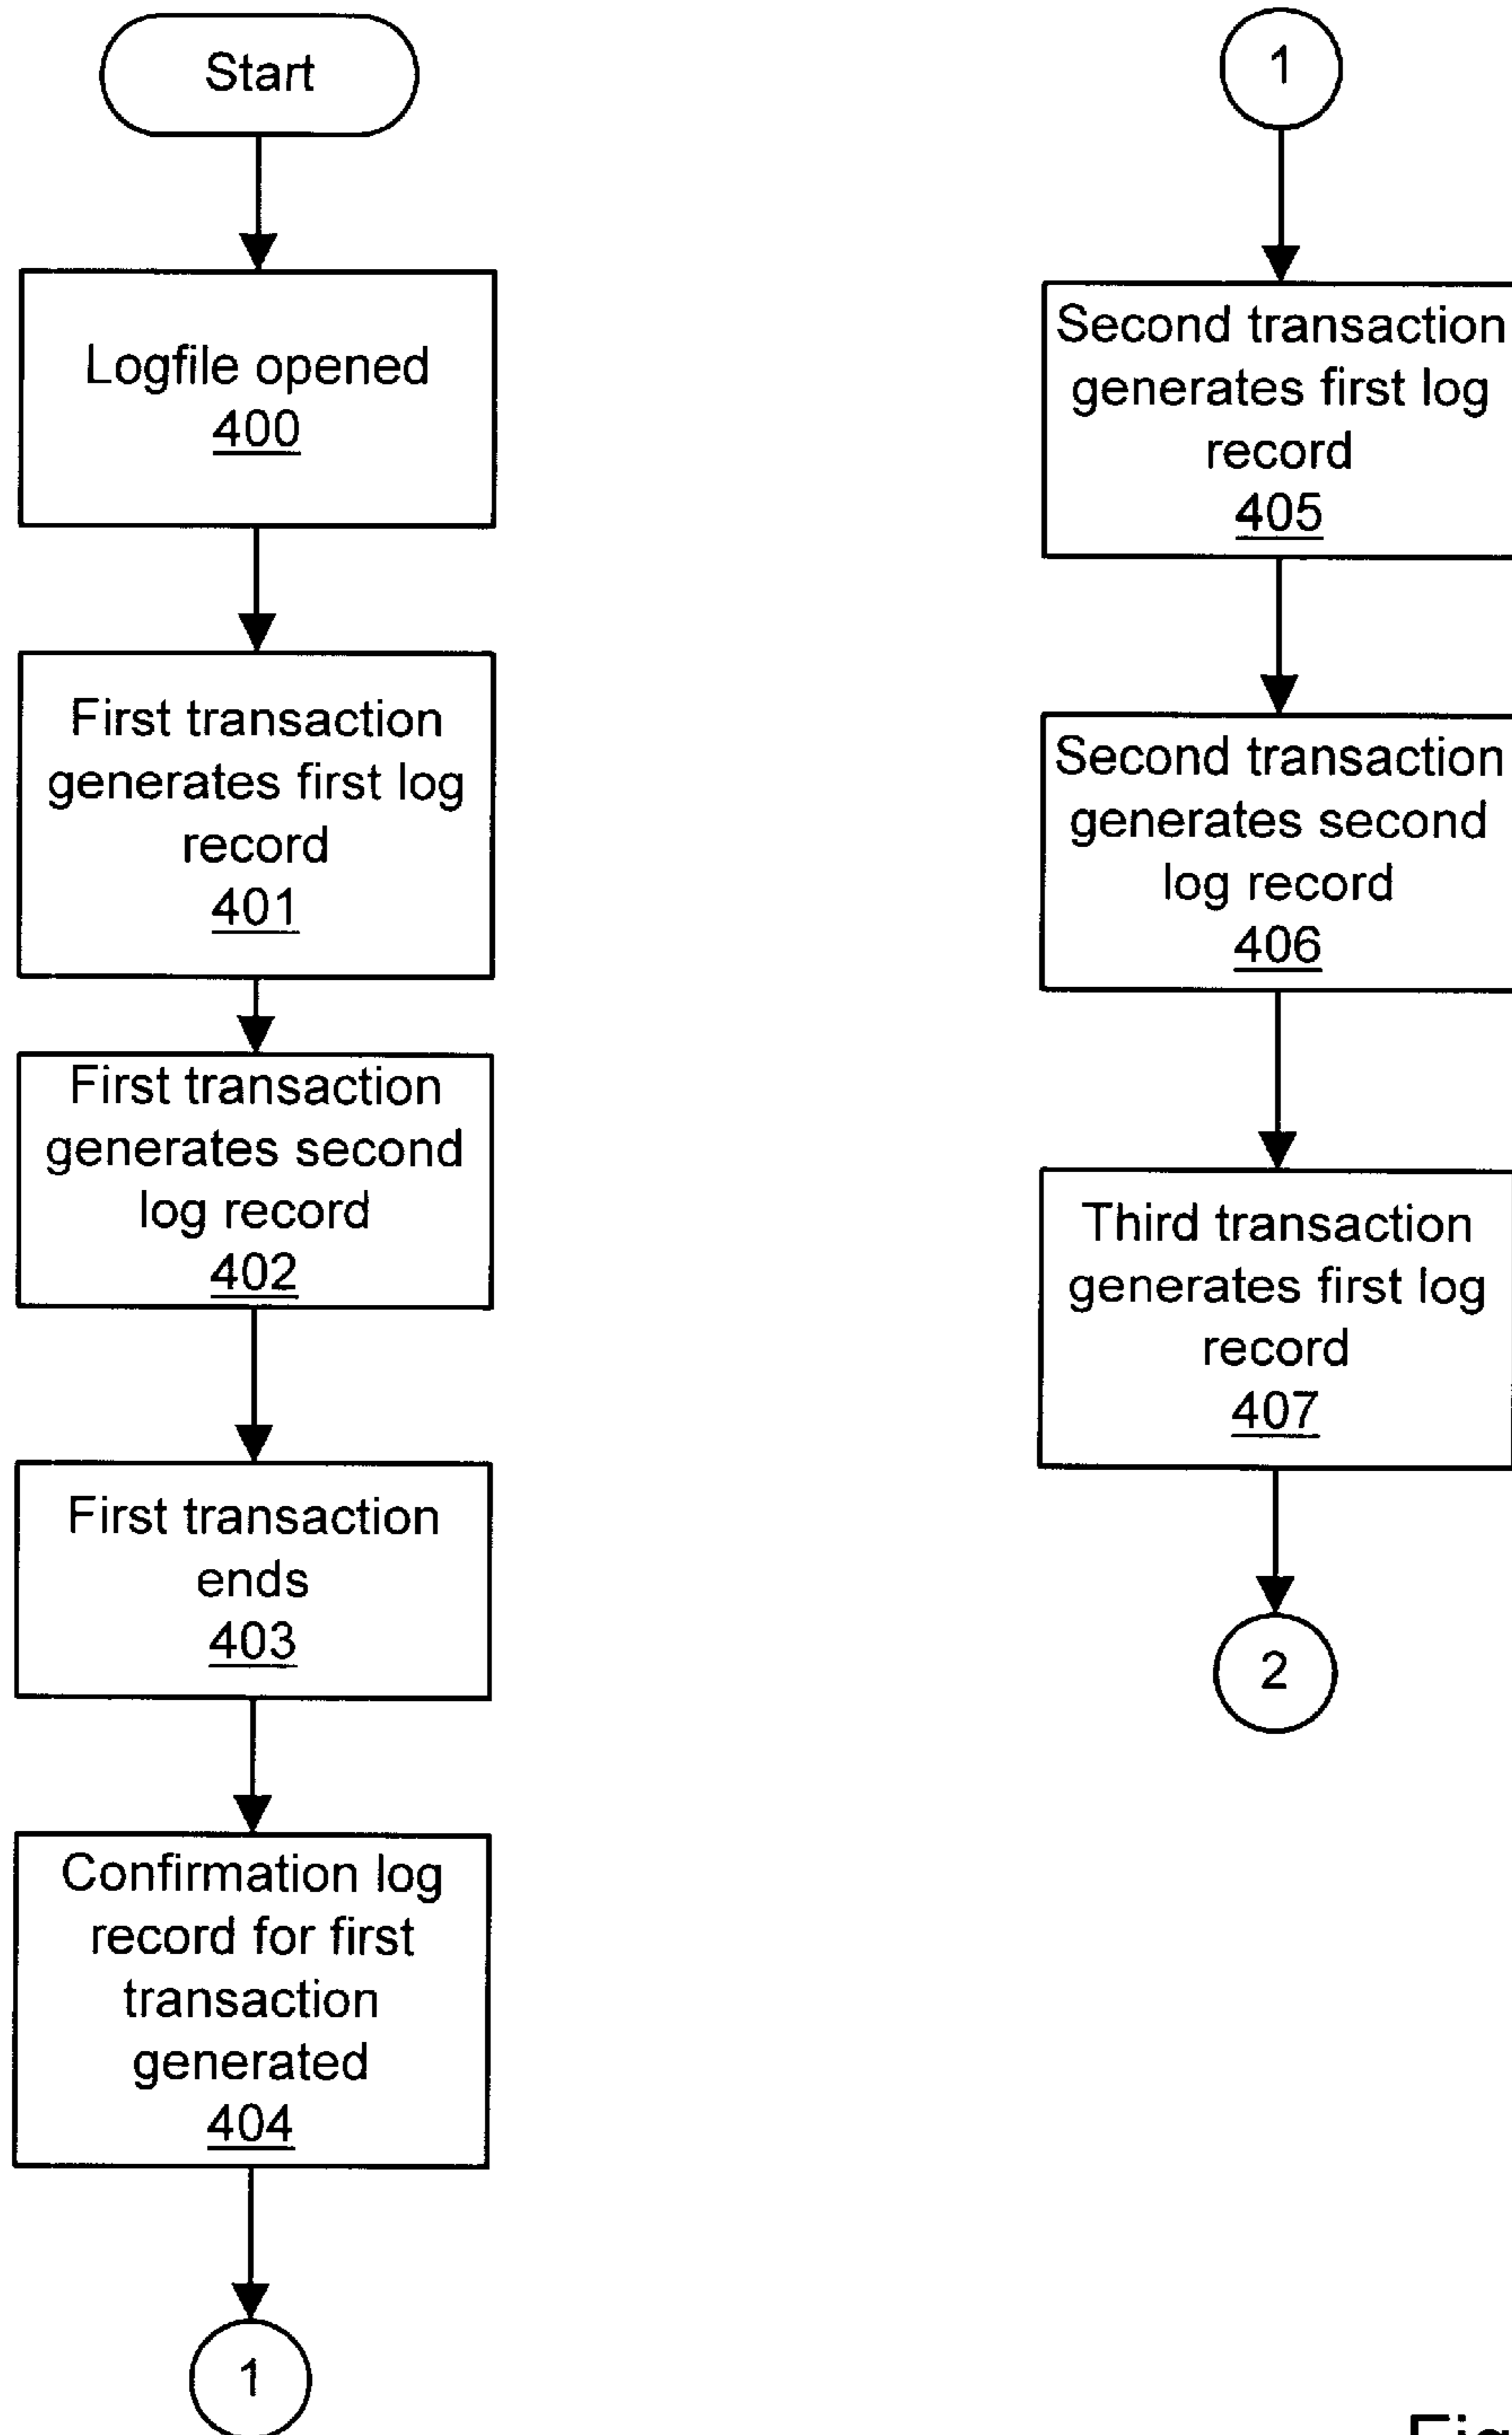 Start
Logfile opened
400
First transaction
generates first log
record
401
First transaction
generates second
log record
402
First transaction
ends
403
Confirmation log
record for first
transaction
generated
404
1
1
Second transaction
generates first log
record
405
Second transaction
generates second
log record
406
Third transaction
generates first log
record
407
2